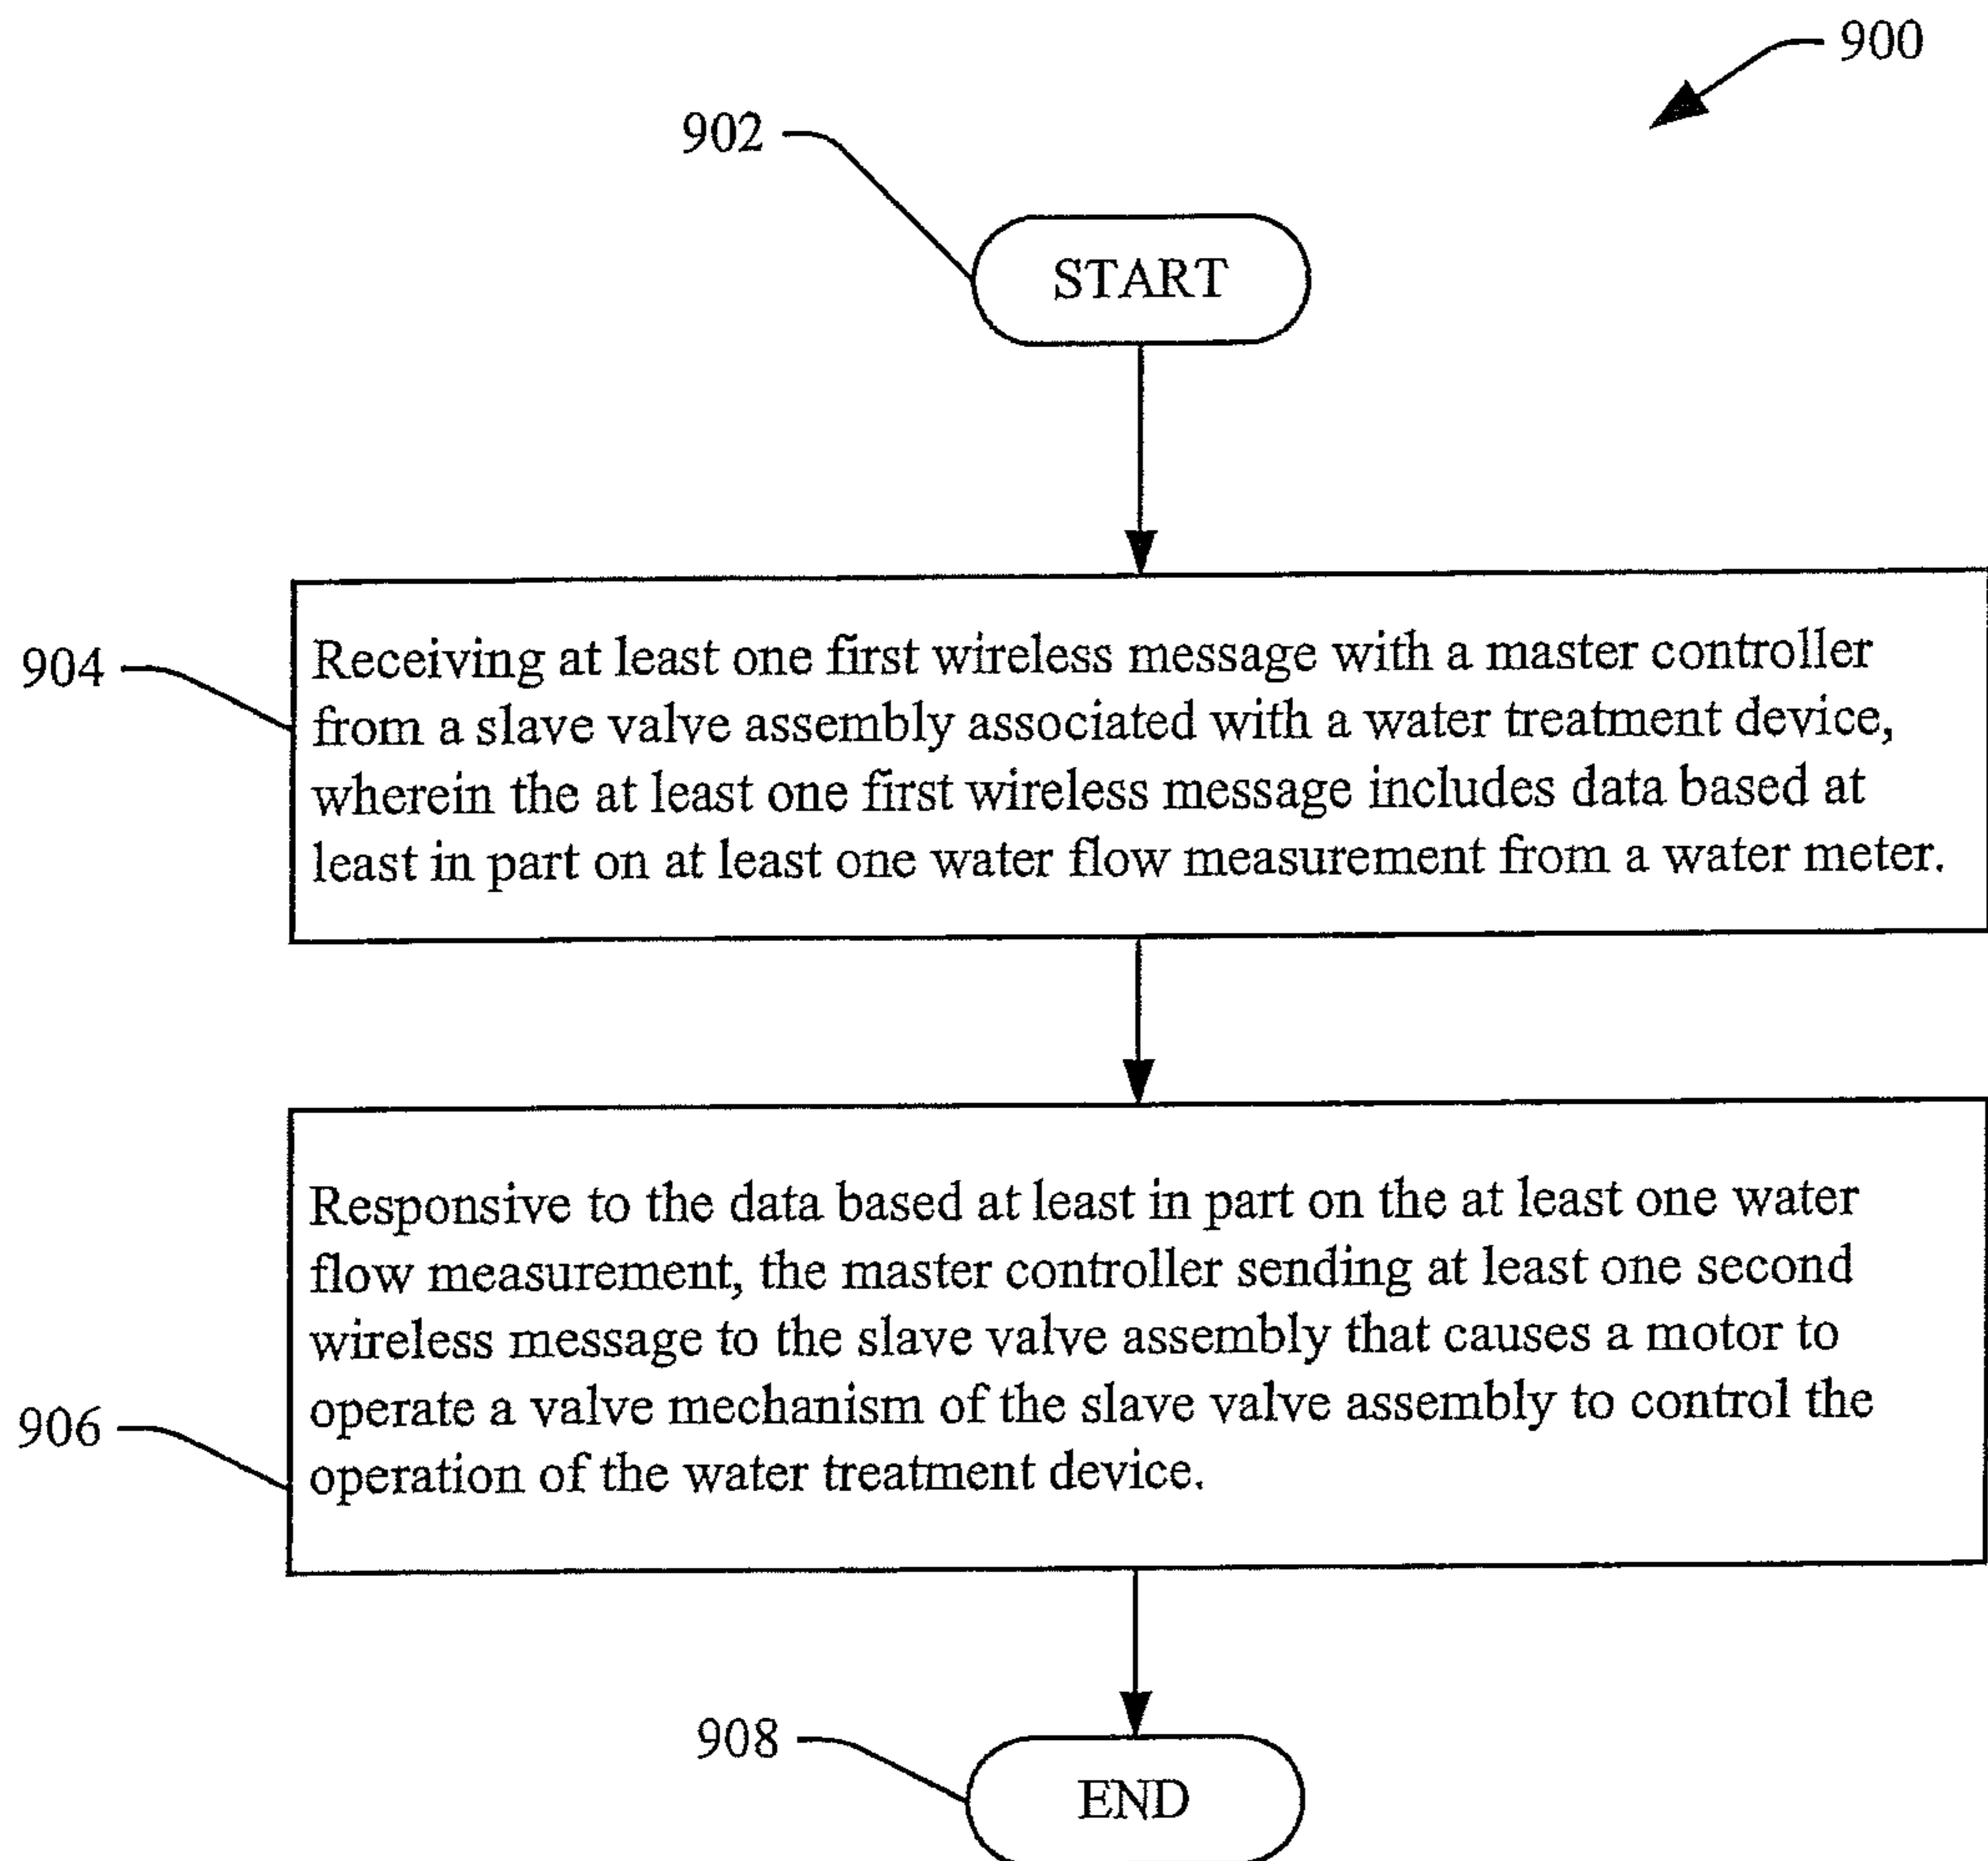 900
902
START
904
Receiving at least one first wireless message with a master controller
from a slave valve assembly associated with a water treatment device,
wherein the at least one first wireless message includes data based at
least in part on at least one water flow measurement from a water meter.
906
Responsive to the data based at least in part on the at least one water
flow measurement, the master controller sending at least one second
wireless message to the slave valve assembly that causes a motor to
operate a valve mechanism of the slave valve assembly to control the
operation of the water treatment device.
908
END